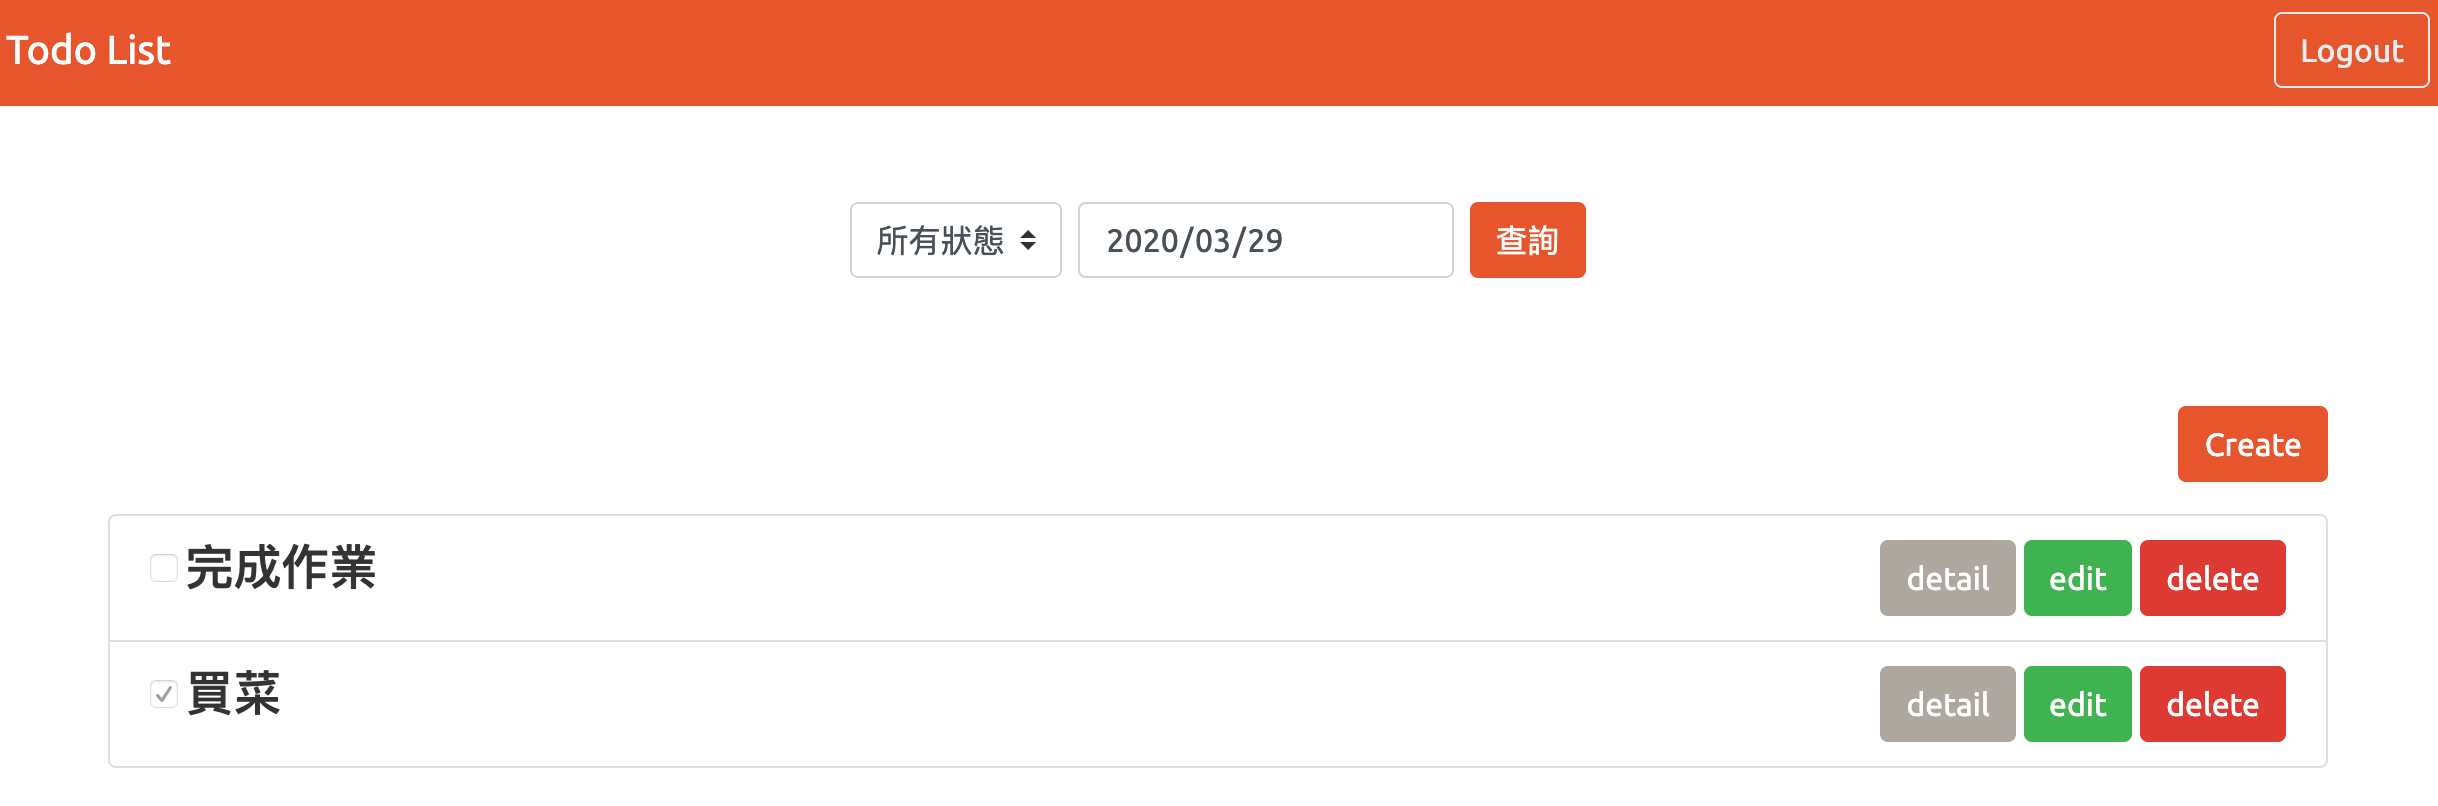 Todo List Logout
所有狀態 2020/03/29 查詢
Create
完成作業 detail edit delete
買菜 detail edit delete